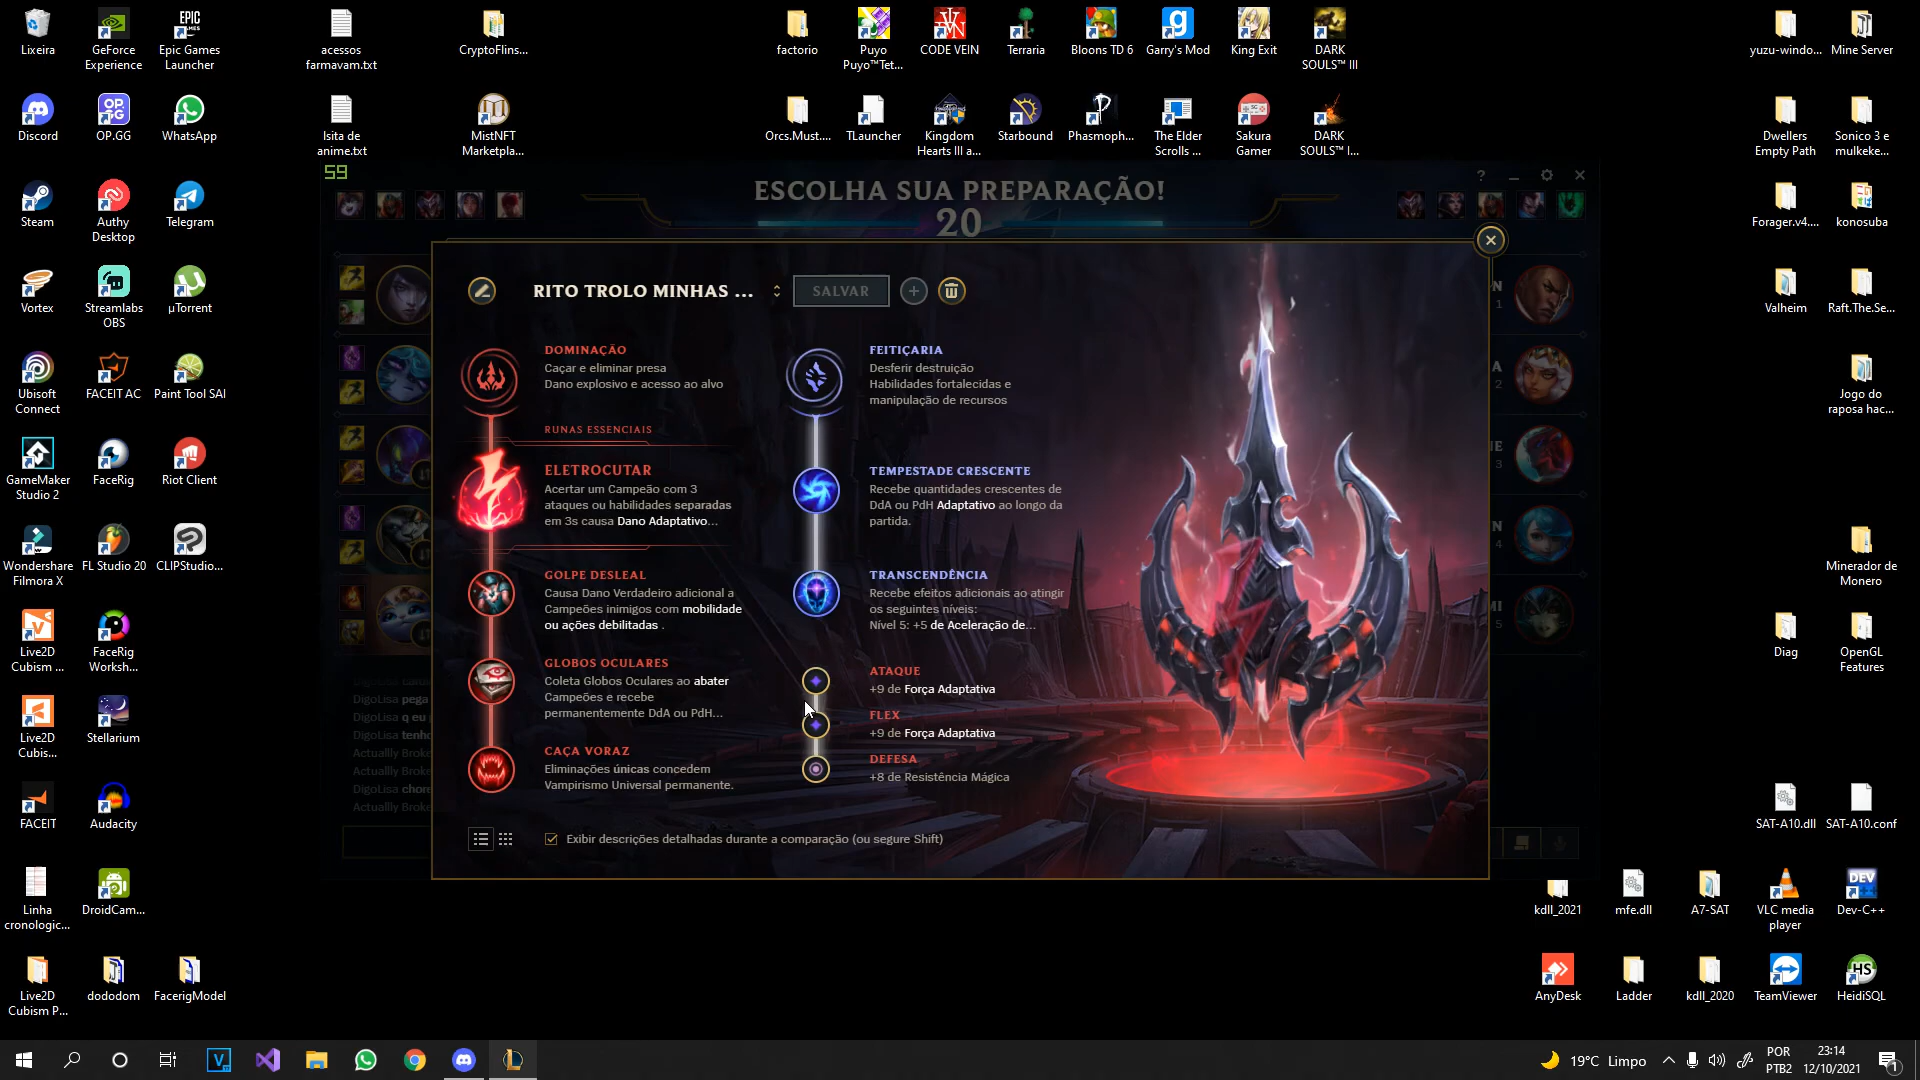 Lixeira
GeForce
Experience
Epic Games
Launcher
acessos
farmavam.txt
CryptoFlins...
factorio
Puyo
Puyo™Tet...
CODE VEIN
Terraria
Bloons TD 6
Garry's Mod
King Exit
DARK
SOULS™ III
yuzu-windo...
Mine Server
Discord
OP.GG
WhatsApp
lsita de
anime.txt
MistNFT
Marketpla...
Orcs.Must....
TLauncher
Kingdom
Hearts III a...
Starbound
Phasmoph...
The Elder
Scrolls ...
Sakura
Gamer
DARK
SOULS™ I...
Dwellers
Empty Path
Sonico 3 e
mulkeke...
Steam
Authy
Desktop
Telegram
Forager.v4....
konosuba
Vortex
Streamlabs
OBS
µTorrent
Valheim
Raft.The.Se...
Ubisoft
Connect
FACEIT AC
Paint Tool SAI
Jogo do
raposa hac...
GameMaker
Studio 2
FaceRig
Riot Client
Wondershare
Filmora X
FL Studio 20
CLIPStudio...
Minerador de
Monero
Live2D
Cubism ...
FaceRig
Worksh...
Diag
OpenGL
Features
Live2D
Cubis...
Stellarium
FACEIT
Audacity
SAT-A10.dll
SAT-A10.conf
Linha
cronologic...
DroidCam...
kdll_2021
mfe.dll
A7-SAT
VLC media
player
Dev-C++
Live2D
Cubism P...
dododom
FacerigModel
AnyDesk
Ladder
kdll_2020
TeamViewer
HeidiSQL
59
ESCOLHA SUA PREPARAÇÃO!
20
RITO TROLO MINHAS ...
SALVAR
DOMINAÇÃO
Caçar e eliminar presa
Dano explosivo e acesso ao alvo
RUNAS ESSENCIAIS
ELETROCUTAR
Acertar um Campeão com 3
ataques ou habilidades separadas
em 3s causa Dano Adaptativo...
GOLPE DESLEAL
Causa Dano Verdadeiro adicional a
Campeões inimigos com mobilidade
ou ações debilitadas .
GLOBOS OCULARES
Coleta Globos Oculares ao abater
Campeões e recebe
permanentemente DdA ou PdH...
CAÇA VORAZ
Eliminações únicas concedem
Vampirismo Universal permanente.
FEITIÇARIA
Desferir destruição
Habilidades fortalecidas e
manipulação de recursos
TEMPESTADE CRESCENTE
Recebe quantidades crescentes de
DdA ou PdH Adaptativo ao longo da
partida.
TRANSCENDÊNCIA
Recebe efeitos adicionais ao atingir
os seguintes níveis:
Nível 5: +5 de Aceleração de...
ATAQUE
+9 de Força Adaptativa
FLEX
+9 de Força Adaptativa
DEFESA
+8 de Resistência Mágica
Exibir descrições detalhadas durante a comparação (ou segure Shift)
DigoLisa pega
DigoLisa q eu
DigoLisa tenho
Actuallly Broke
DigoLisa chore
Actuallly Broke
19°C Limpo
POR
PTB2
23:14
12/10/2021
1